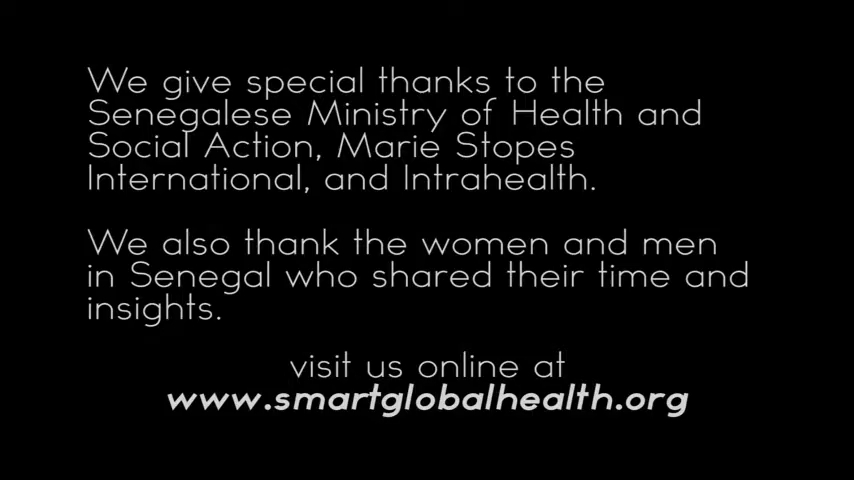 We give special thanks to the
Senegalese Ministry of Health and
Social Action, Marie Stopes
International, and Intrahealth.
We also thank the women and men
in Senegal who shared their time and
insights.
visit us online at
www.smartglobalhealth.org